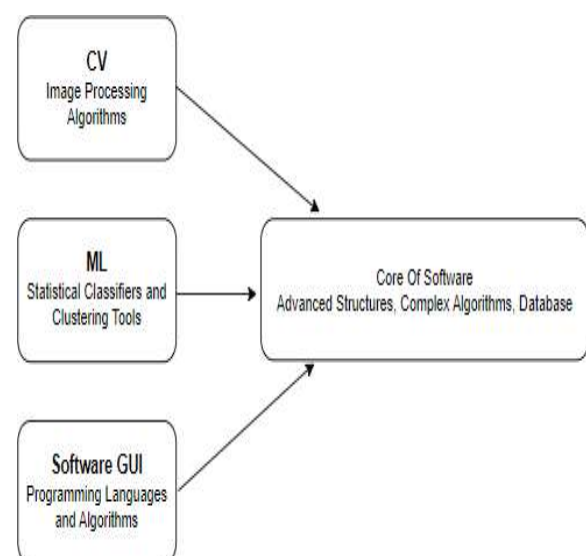 CV
Image Processing
Algorithms
ML
Statistical Classifiers and
Clustering Tools
Core Of Software
Advanced Structures, Complex Algorithms, Database
Software GUI
Programming Languages
and Algorithms